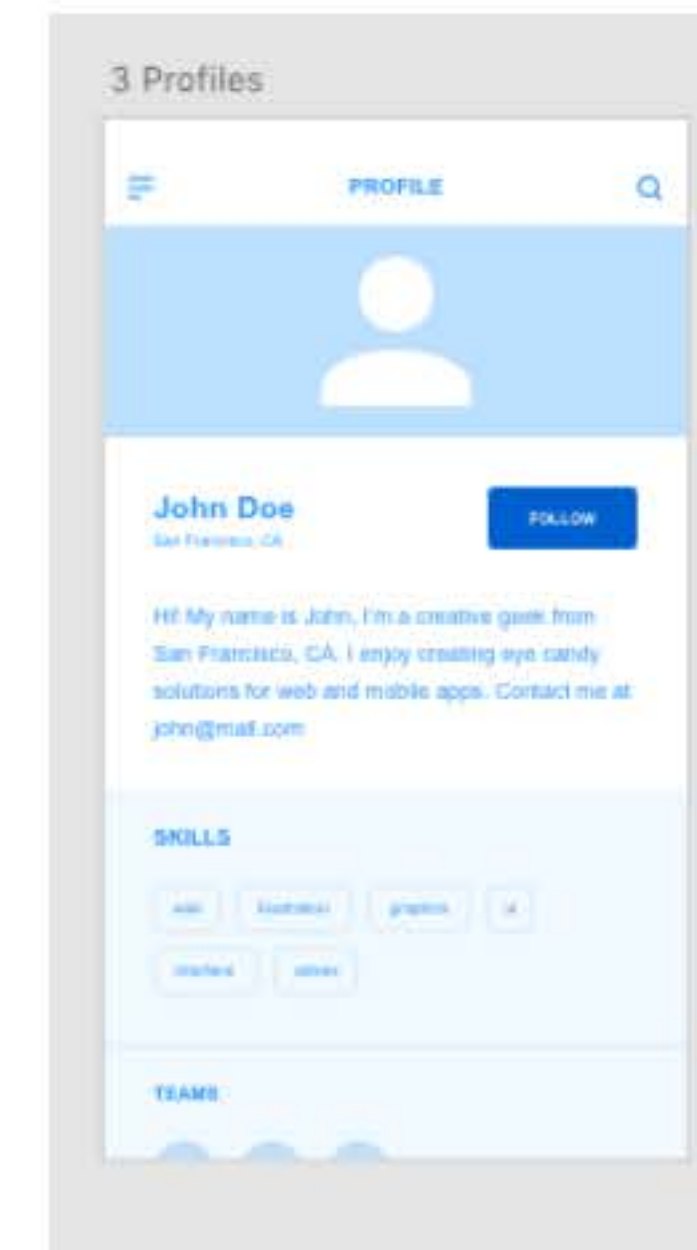 3 Profiles
PROFILE
John Doe
FOLLOW
San Francisco, CA
Hi! My name is John, I'm a creative geek from
San Francisco, CA. I enjoy creating eye candy
solutions for web and mobile apps. Contact me at
john@mail.com
SKILLS
graphics
TEAMS